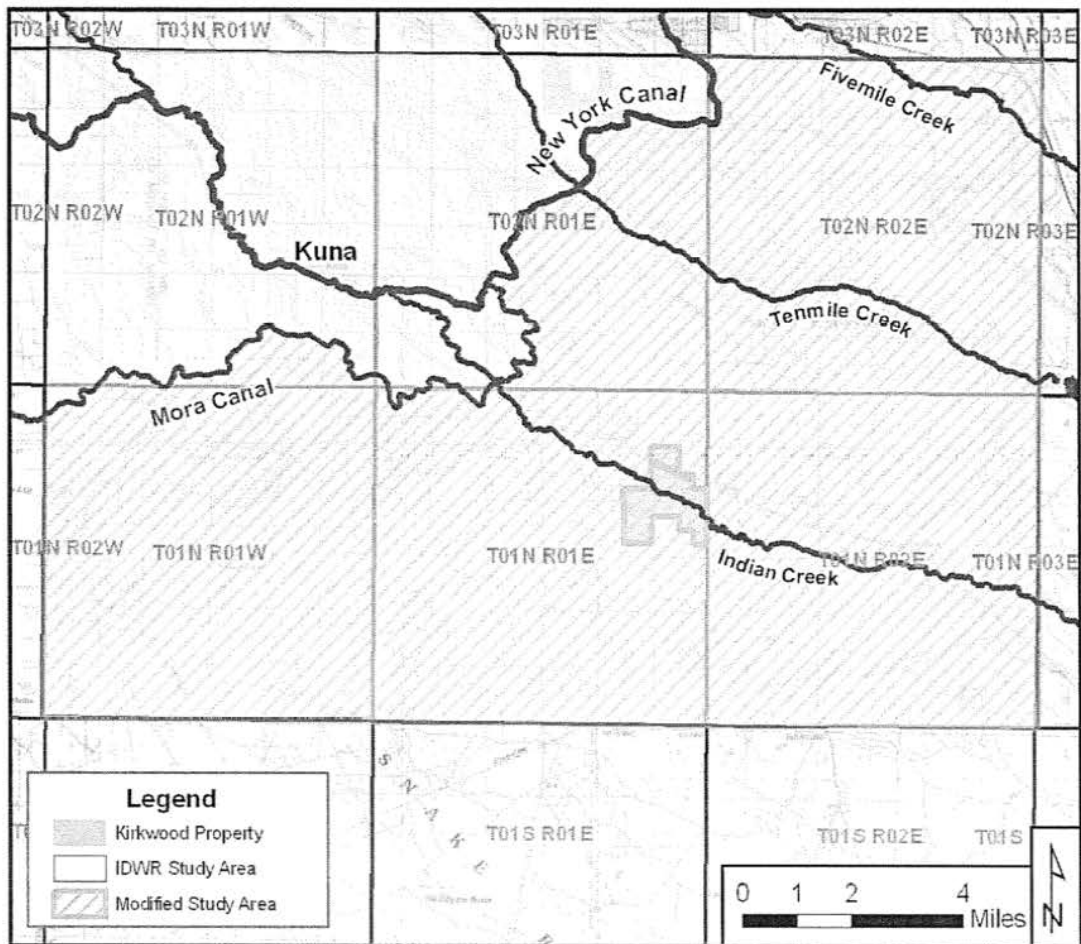 T03N R02W
T03N R01W
T03N R01E
T03N R02E
T03N R03E
Fivemile Creek
New York Canal
T02N R02W
T02N R01W
T02N R01E
T02N R02E
T02N R03E
Kuna
Tenmile Creek
Mora Canal
T01N R02W
T01N R01W
T01N R01E
T01N R02E
T01N R03E
Indian Creek
SNAKE
T01S R01E
T01S R02E
T01S
Legend
Kirkwood Property
IDWR Study Area
Modified Study Area
0 1 2 4
Miles
N